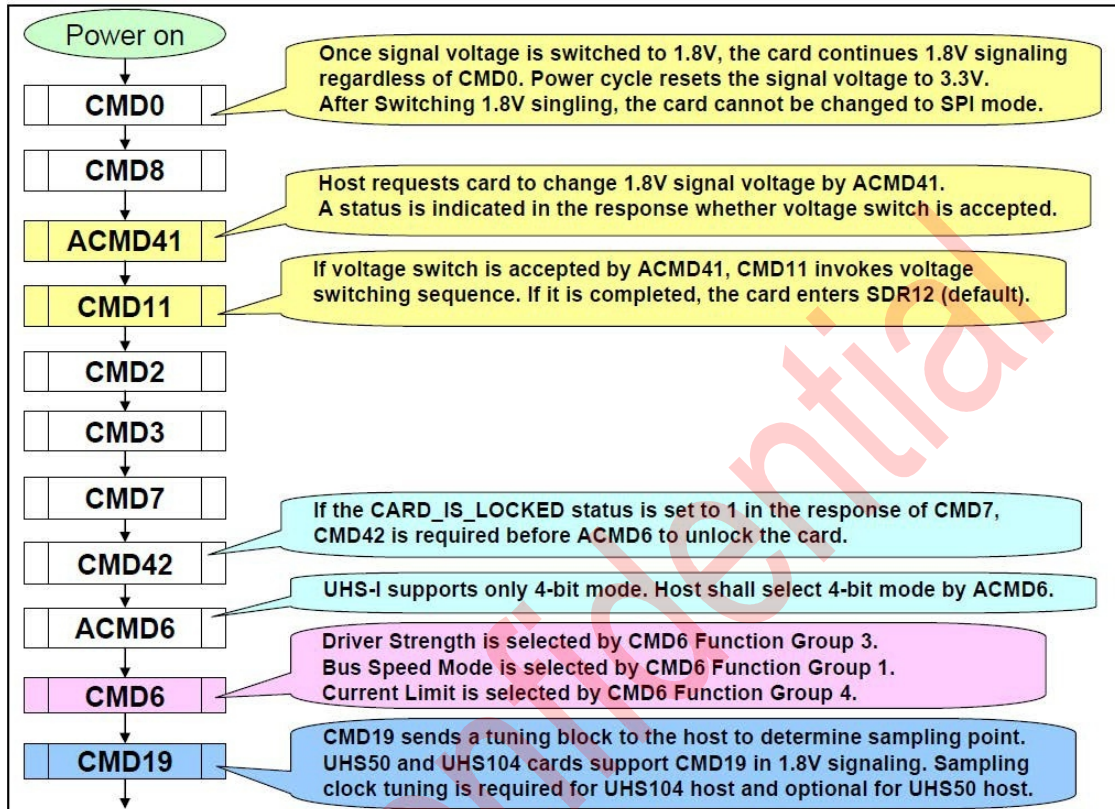 Power on
Once signal voltage is switched to 1.8V, the card continues 1.8V signaling
regardless of CMD0. Power cycle resets the signal voltage to 3.3V.
After Switching 1.8V singling, the card cannot be changed to SPI mode.
CMD0
CMD8
Host requests card to change 1.8V signal voltage by ACMD41.
A status is indicated in the response whether voltage switch is accepted.
ACMD41
If voltage switch is accepted by ACMD41, CMD11 invokes voltage
switching sequence. If it is completed, the card enters SDR12 (default).
CMD11
CMD2
CMD3
CMD7
If the CARD_IS_LOCKED status is set to 1 in the response of CMD7,
CMD42 is required before ACMD6 to unlock the card.
CMD42
UHS-I supports only 4-bit mode. Host shall select 4-bit mode by ACMD6.
ACMD6
Driver Strength is selected by CMD6 Function Group 3.
Bus Speed Mode is selected by CMD6 Function Group 1.
Current Limit is selected by CMD6 Function Group 4.
CMD6
CMD19 sends a tuning block to the host to determine sampling point.
UHS50 and UHS104 cards support CMD19 in 1.8V signaling. Sampling
clock tuning is required for UHS104 host and optional for UHS50 host.
CMD19
nfidential